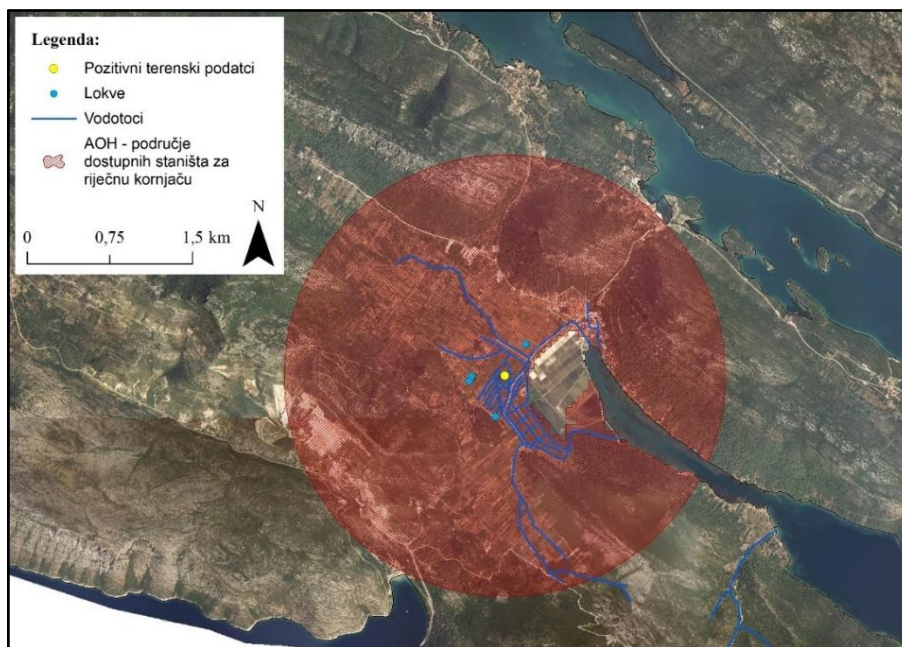 Legenda:
Pozitivni terenski podatci
Lokve
Vodotoci
AOH - područje
dostupnih staništa za
riječnu kornjaču
N
0 0,75 1,5 km